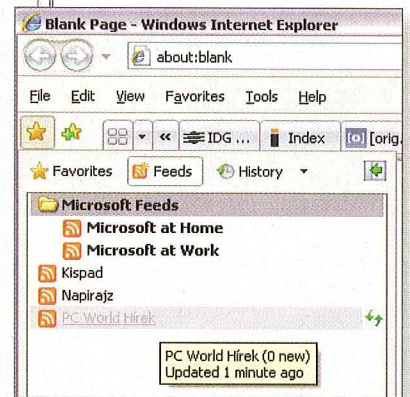 Blank Page - Windows Internet Explorer
about:blank
File Edit View Favorites Tools Help
IDG ... Index [o] [orig.
Favorites Feeds History
Microsoft Feeds
Microsoft at Home
Microsoft at Work
Kispad
Napirajz
PC World Hírek
PC World Hírek (0 new)
Updated 1 minute ago